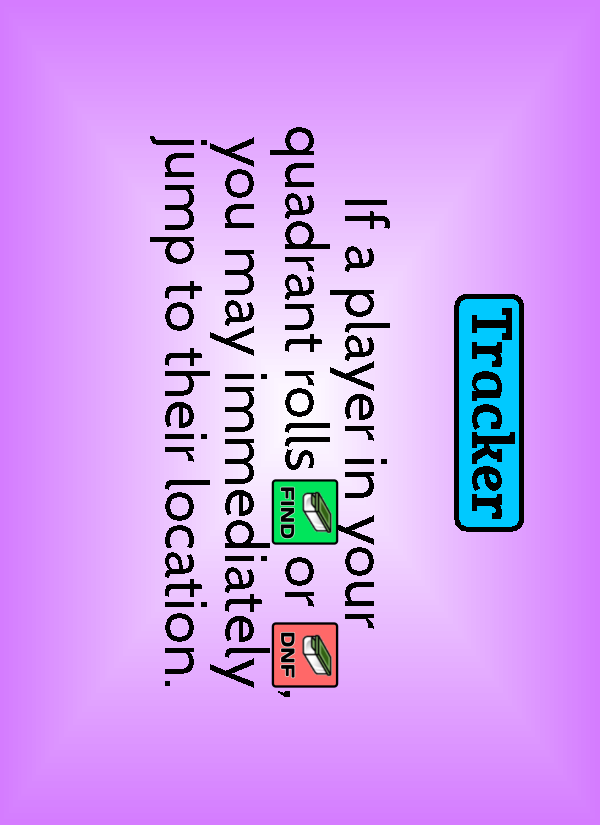 Tracker
If a player in your
quadrant rolls FIND or DNF,
you may immediately
jump to their location.